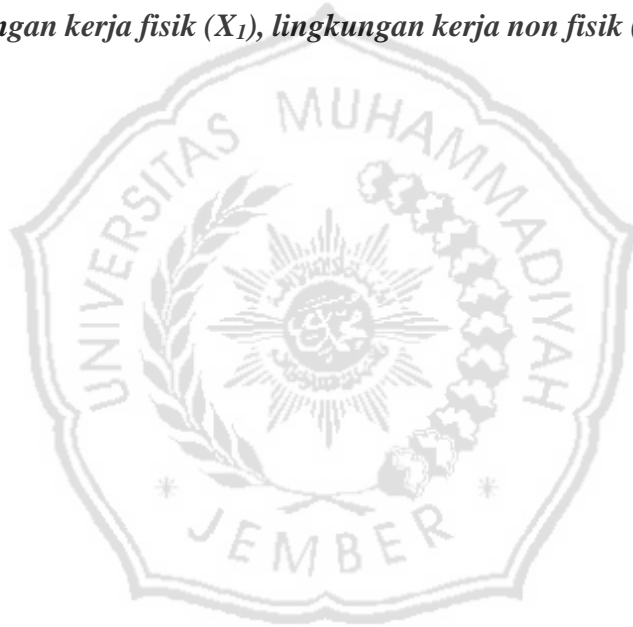 ngan kerja fisik (X1), lingkungan kerja non fisik (
UNIVERSITAS MUHAMMADIYAH
* JEMBER *